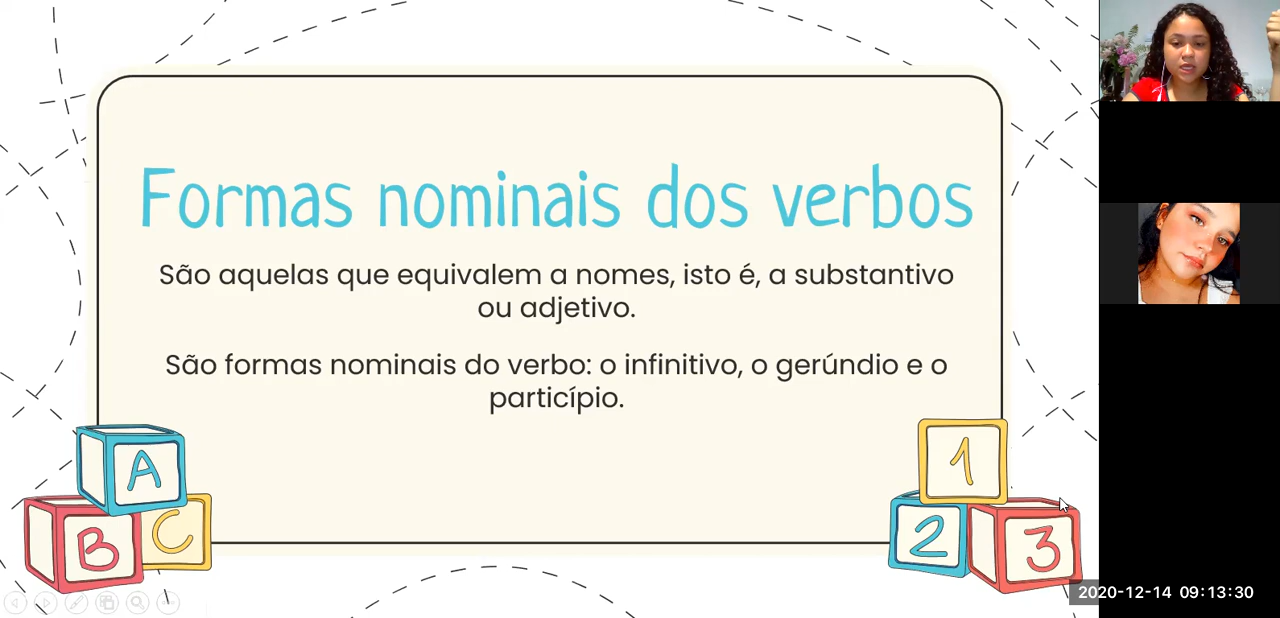 Formas nominais dos verbos
São aquelas que equivalem a nomes, isto é, a substantivo
ou adjetivo.
São formas nominais do verbo: o infinitivo, o gerúndio e o
particípio.
A
B
C
1
2
3
2020-12-14 09:13:30